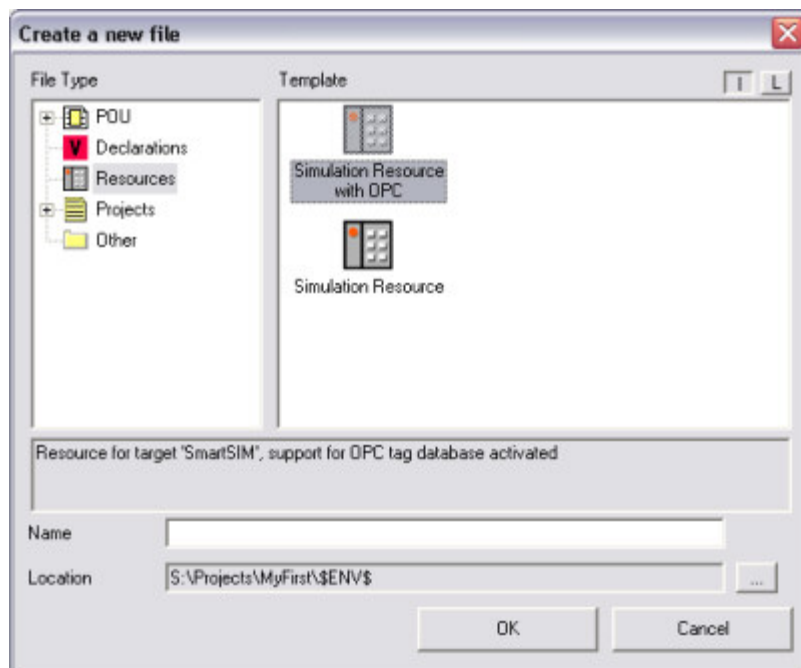 Create a new file
File Type
Template
I L
POU
V Declarations
Resources
Projects
Other
Simulation Resource
with OPC
Simulation Resource
Resource for target 'SmartSIM', support for OPC tag database activated
Name
Location
S:\Projects\MyFirst\$ENV$
...
OK
Cancel